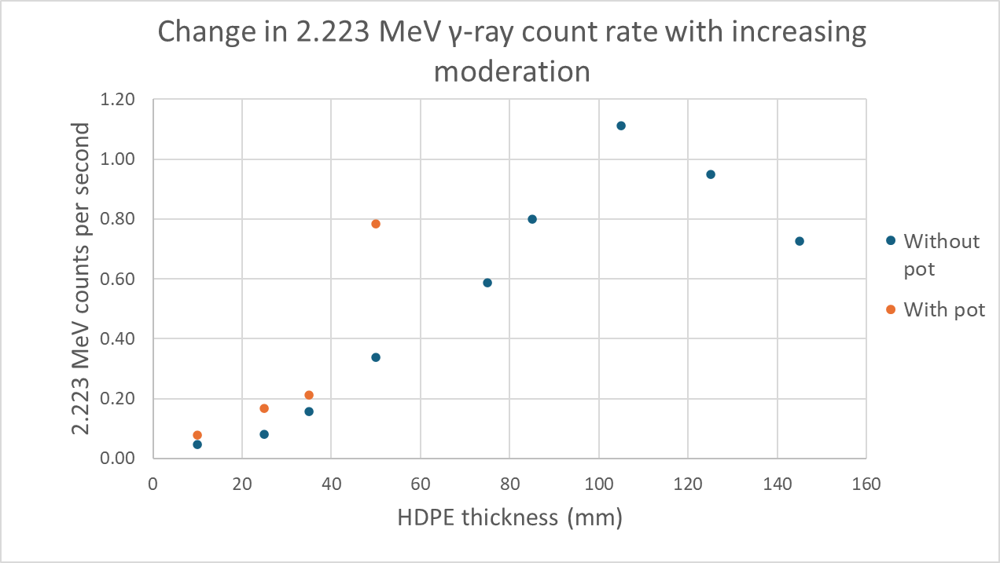 Change in 2.223 MeV γ-ray count rate with increasing
moderation
2.223 MeV counts per second
1.20
1.00
0.80
0.60
0.40
0.20
0.00
0 20 40 60 80 100 120 140 160
HDPE thickness (mm)
Without
pot
With pot